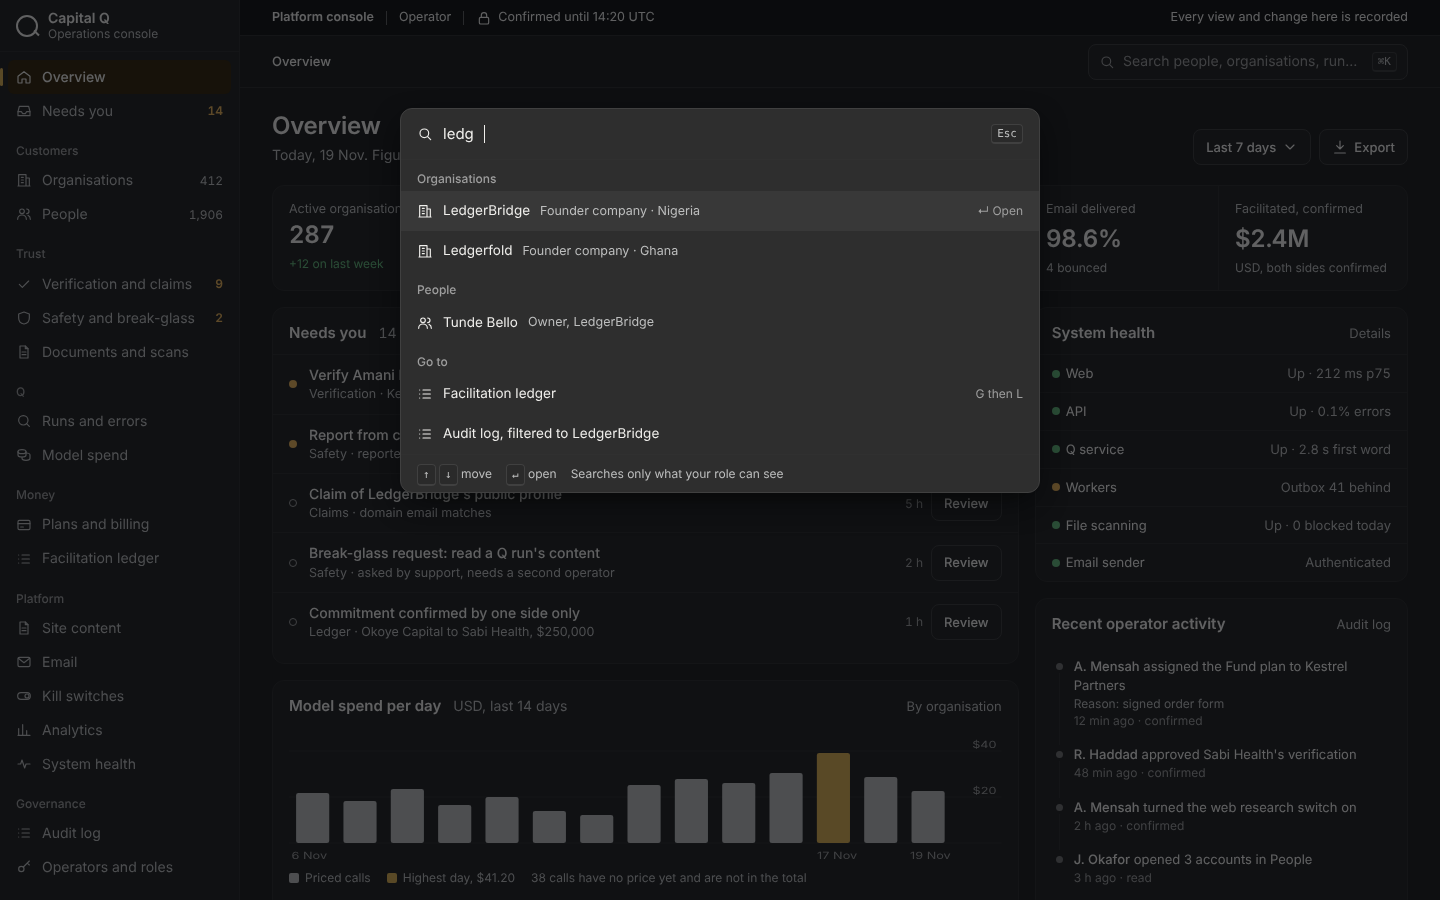 Capital Q
Operations console
Platform console
Operator
Confirmed until 14:20 UTC
Every view and change here is recorded
Overview
Needs you 14
Customers
Organisations 412
People 1,906
Trust
Verification and claims 9
Safety and break-glass 2
Documents and scans
Q
Runs and errors
Model spend
Money
Plans and billing
Facilitation ledger
Platform
Site content
Email
Kill switches
Analytics
System health
Governance
Audit log
Operators and roles
Overview
Search people, organisations, run... ⌘K
Overview
Today, 19 Nov.
Last 7 days
Export
Active organisation
287
+12 on last week
Email delivered
98.6%
4 bounced
Facilitated, confirmed
$2.4M
USD, both sides confirmed
ledg
Esc
Organisations
LedgerBridge Founder company · Nigeria ↵ Open
Ledgerfold Founder company · Ghana
People
Tunde Bello Owner, LedgerBridge
Go to
Facilitation ledger G then L
Audit log, filtered to LedgerBridge
↑ ↓ move ↵ open Searches only what your role can see
Needs you 14
Verify Amani
Verification ·
Report from
Safety ·
Claim of LedgerBridge's public profile
Claims · domain email matches
5 h Review
Break-glass request: read a Q run's content
Safety · asked by support, needs a second operator
2 h Review
Commitment confirmed by one side only
Ledger · Okoye Capital to Sabi Health, $250,000
1 h Review
Model spend per day USD, last 14 days
By organisation
$40
$20
6 Nov 17 Nov 19 Nov
Priced calls Highest day, $41.20 38 calls have no price yet and are not in the total
System health Details
Web Up · 212 ms p75
API Up · 0.1% errors
Q service Up · 2.8 s first word
Workers Outbox 41 behind
File scanning Up · 0 blocked today
Email sender Authenticated
Recent operator activity Audit log
A. Mensah assigned the Fund plan to Kestrel
Partners
Reason: signed order form
12 min ago · confirmed
R. Haddad approved Sabi Health's verification
48 min ago · confirmed
A. Mensah turned the web research switch on
2 h ago · confirmed
J. Okafor opened 3 accounts in People
3 h ago · read